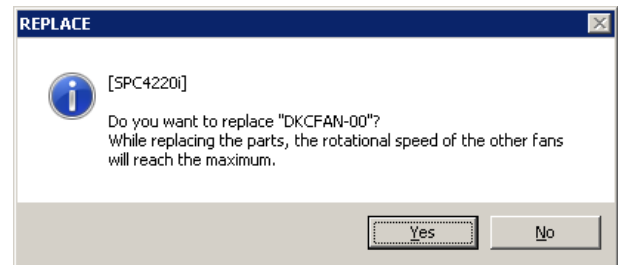 REPLACE
[SPC4220i]
Do you want to replace "DKCFAN-00"?
While replacing the parts, the rotational speed of the other fans
will reach the maximum.
Yes
No